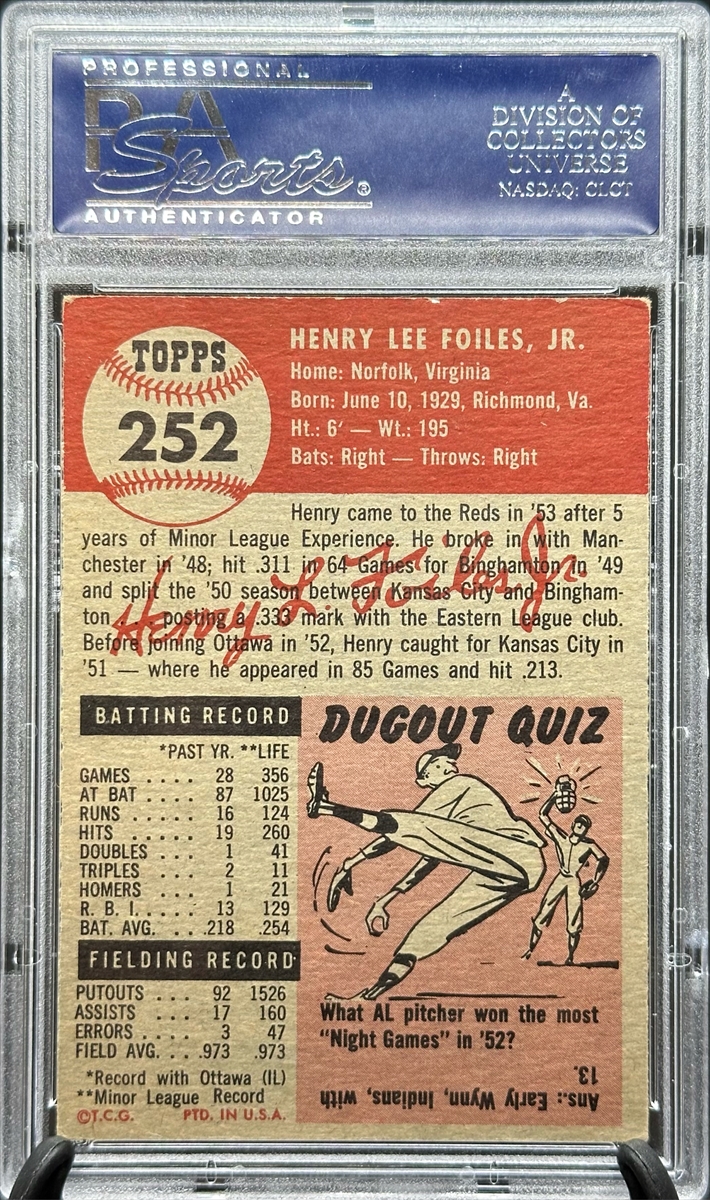 PROFESSIONAL
PSA
Sports®
AUTHENTICATOR
A
DIVISION OF
COLLECTORS
UNIVERSE
NASDAQ: CLCT
TOPPS
252
HENRY LEE FOILES, JR.
Home: Norfolk, Virginia
Born: June 10, 1929, Richmond, Va.
Ht.: 6′ — Wt.: 195
Bats: Right — Throws: Right
Henry came to the Reds in '53 after 5
years of Minor League Experience. He broke in with Man-
chester in '48; hit .311 in 64 Games for Binghamton in '49
and split the '50 season between Kansas City and Bingham-
ton . . . posting a .333 mark with the Eastern League club.
Before joining Ottawa in '52, Henry caught for Kansas City in
'51 — where he appeared in 85 Games and hit .213.
Henry L. Foiles Jr.
BATTING RECORD
*PAST YR. **LIFE
GAMES . . . . 28 356
AT BAT . . . . 87 1025
RUNS . . . . 16 124
HITS . . . . 19 260
DOUBLES . . . 1 41
TRIPLES . . . 2 11
HOMERS . . . 1 21
R. B. I. . . . . 13 129
BAT. AVG. . . .218 .254
FIELDING RECORD
PUTOUTS . . . 92 1526
ASSISTS . . . 17 160
ERRORS . . . 3 47
FIELD AVG. . . .973 .973
*Record with Ottawa (IL)
**Minor League Record
©T.C.G. PTD. IN U.S.A.
DUGOUT QUIZ
What AL pitcher won the most
"Night Games" in '52?
Ans.: Early Wynn, Indians, with
13.